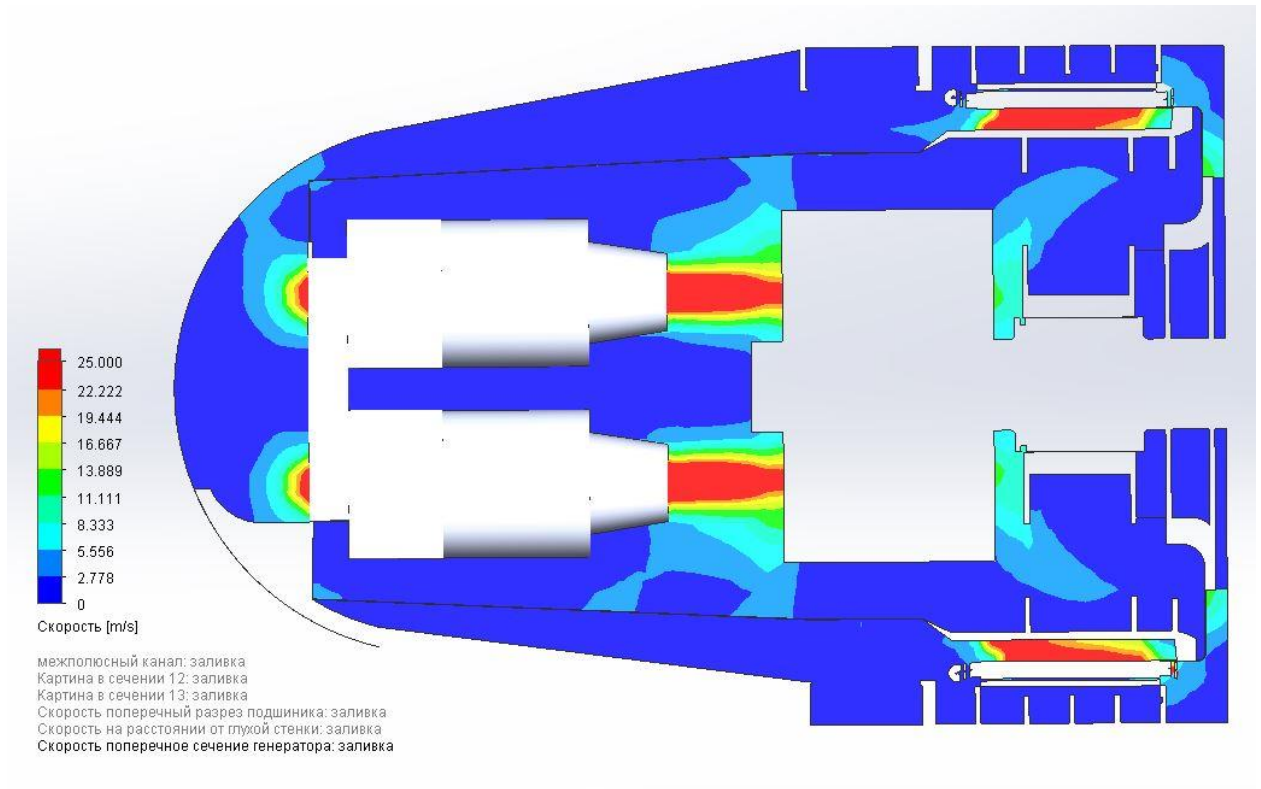 25.000
22.222
19.444
16.667
13.889
11.111
8.333
5.556
2.778
0
Скорость [m/s]
межполюсный канал: заливка
Картина в сечении 12: заливка
Картина в сечении 13: заливка
Скорость поперечный разрез подшиника: заливка
Скорость на расстоянии от глухой стенки: заливка
Скорость поперечное сечение генератора: заливка